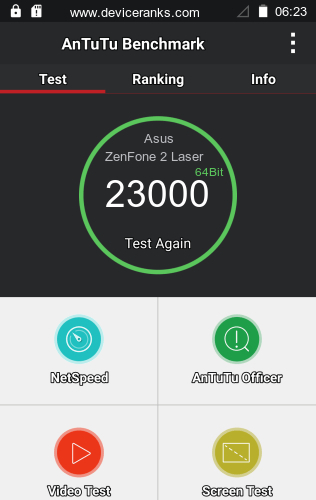 www.deviceranks.com 06:23
AnTuTu Benchmark
Test Ranking Info
Asus
ZenFone 2 Laser
64Bit
23000
Test Again
NetSpeed AnTuTu Officer
Video Test Screen Test